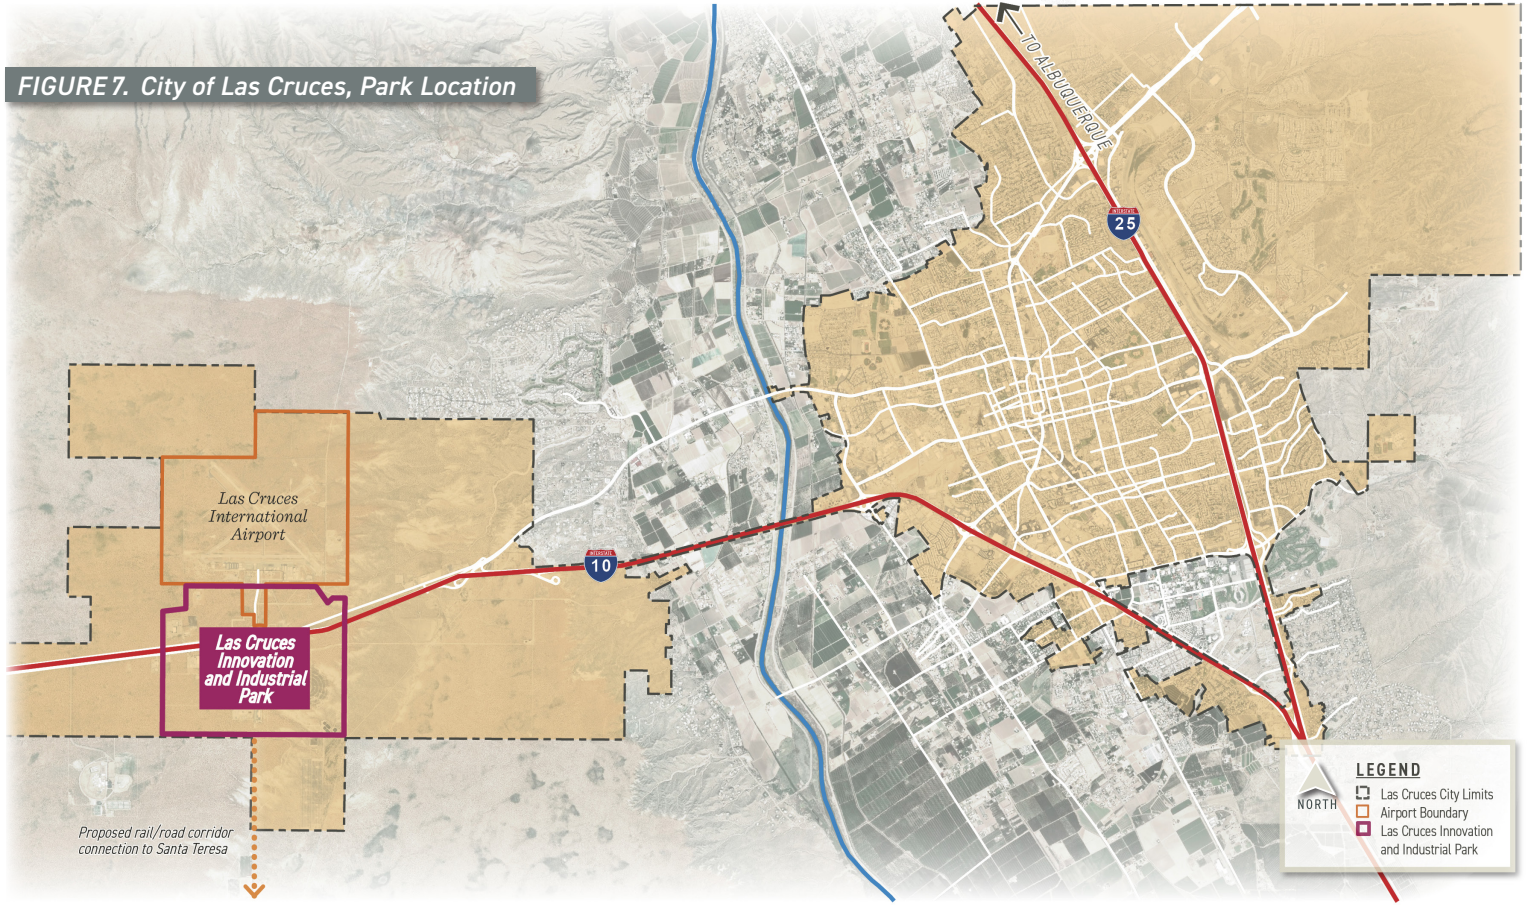 FIGURE 7. City of Las Cruces, Park Location
TO ALBUQUERQUE
INTERSTATE
25
Las Cruces
International
Airport
INTERSTATE
10
Las Cruces
Innovation
and Industrial
Park
Proposed rail/road corridor
connection to Santa Teresa
NORTH
LEGEND
Las Cruces City Limits
Airport Boundary
Las Cruces Innovation
and Industrial Park